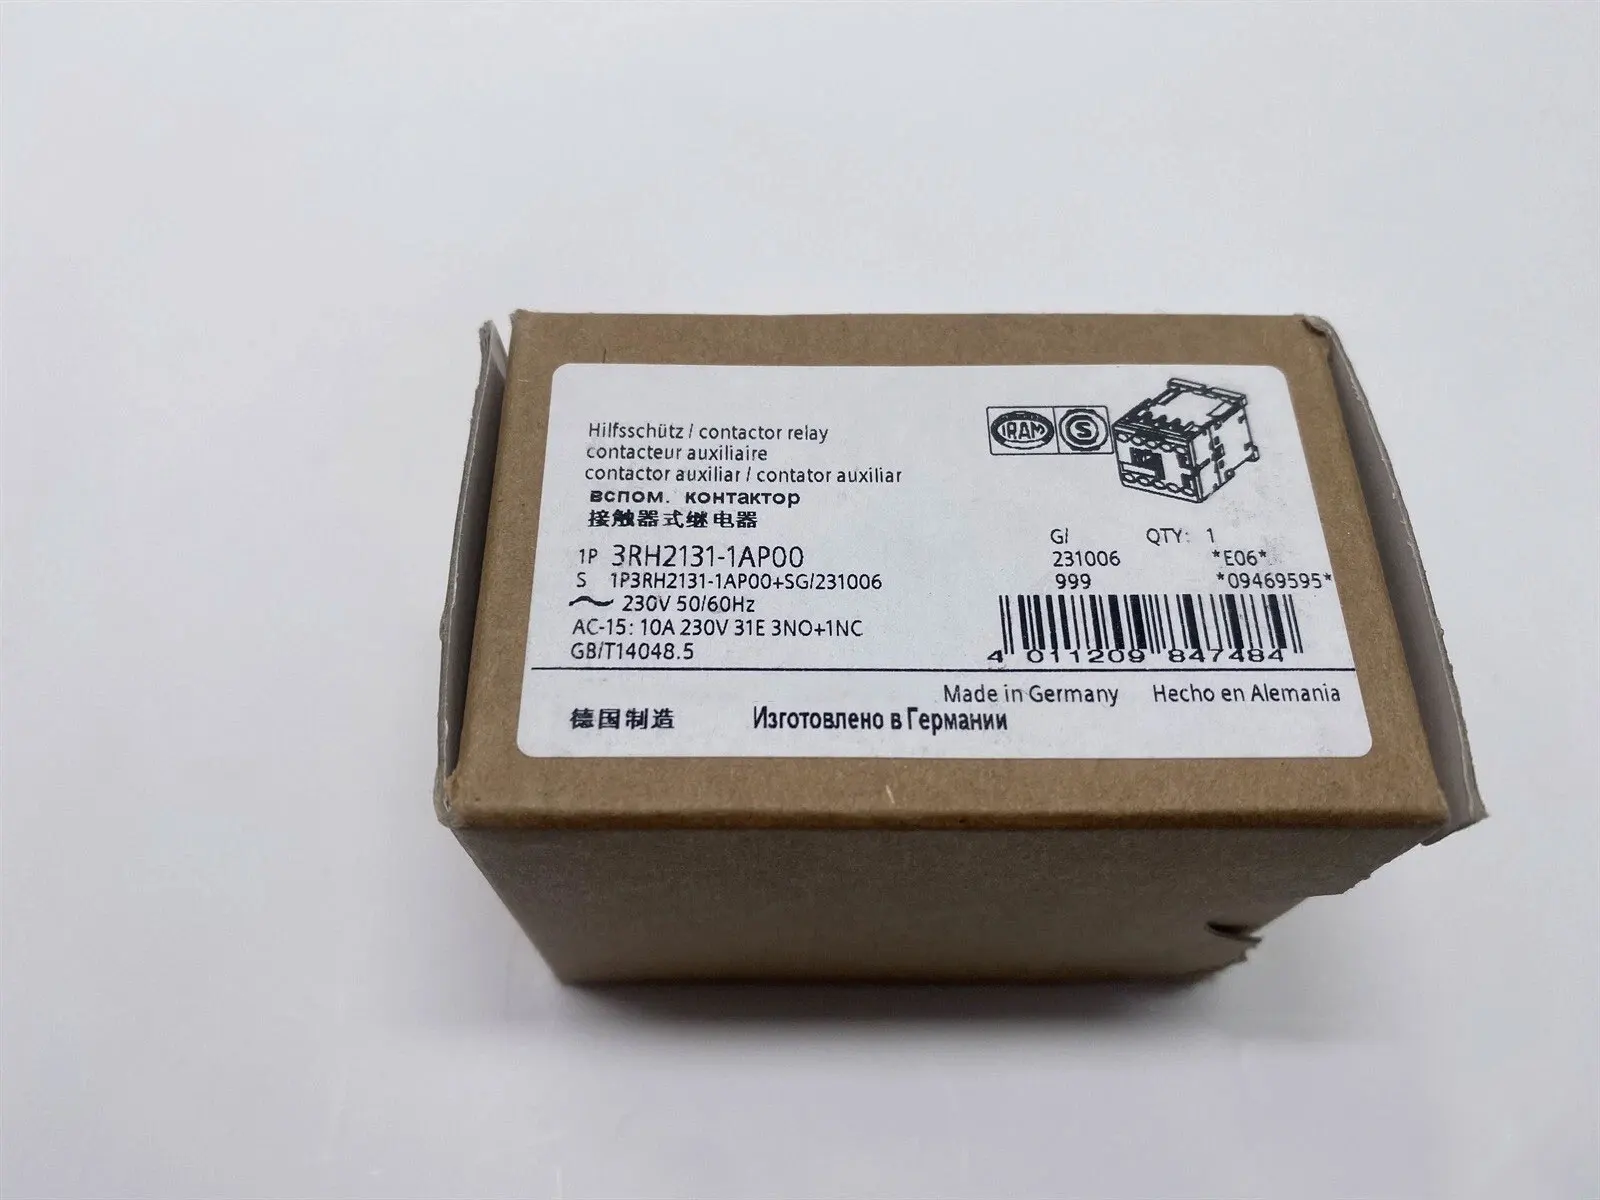 Hilfsschütz / contactor relay
contacteur auxiliaire
contactor auxiliar / contator auxiliar
вспом. контактор
接触器式继电器
IRAM S
G/ QTY: 1
1P 3RH2131-1AP00 231006 *E06*
S 1P3RH2131-1AP00+SG/231006 999 *09469595*
230V 50/60Hz
AC-15: 10A 230V 31E 3NO+1NC
GB/T14048.5
4 011209 847484
Made in Germany Hecho en Alemania
德国制造 Изготовлено в Германии